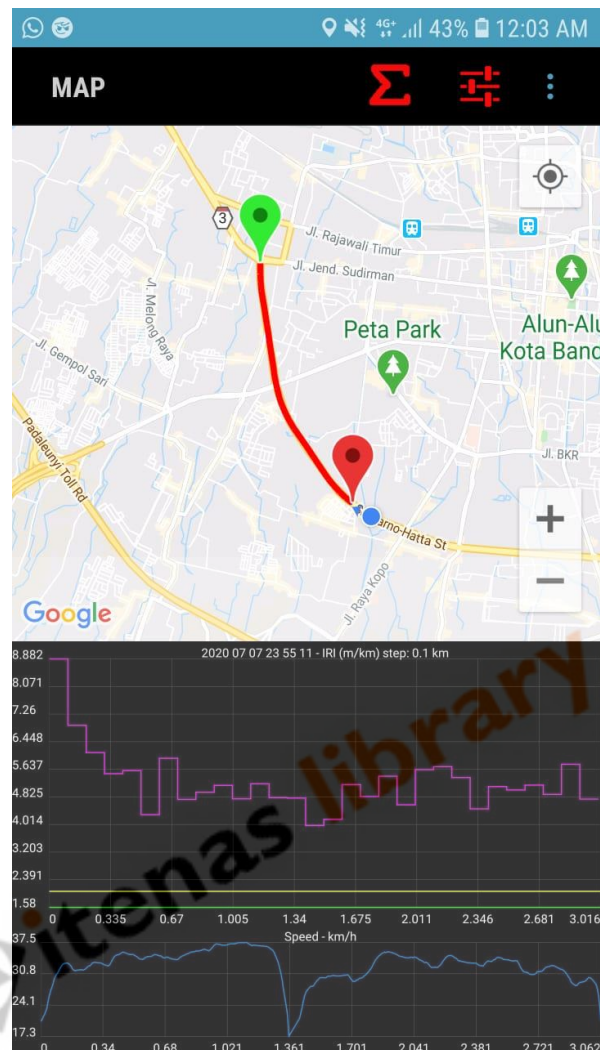 43% 12:03 AM
4G+
MAP
3
Jl. Rajawali Timur
Jl. Jend. Sudirman
Jl. Melong Raya
Peta Park
Alun-Alu
Kota Band
Jl. Gempol Sari
Jl. BKR
Padaleunyi Toll Rd
arno-Hatta St
Jl. Raya Kopo
Google
2020 07 07 23 55 11 - IRI (m/km) step: 0.1 km
8.882
8.071
7.26
6.448
5.637
4.825
4.014
3.203
2.391
1.58
0 0.335 0.67 1.005 1.34 1.675 2.011 2.346 2.681 3.016
Speed - km/h
37.5
30.8
24.1
17.3
0 0.34 0.68 1.021 1.361 1.701 2.041 2.381 2.721 3.062
itenas library